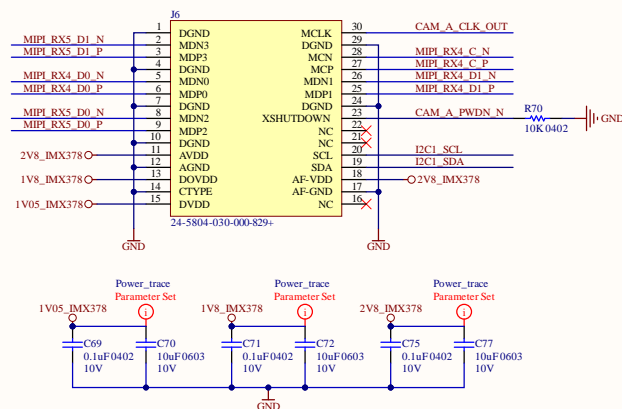 J6
1 DGND MCLK 30 CAM_A_CLK_OUT
MIPI_RX5_D1_N 2 MDN3 DGND 29
MIPI_RX5_D1_P 3 MDP3 MCN 28 MIPI_RX4_C_N
4 DGND MCP 27 MIPI_RX4_C_P
MIPI_RX4_D0_N 5 MDN0 MDN1 26 MIPI_RX4_D1_N
MIPI_RX4_D0_P 6 MDP0 MDP1 25 MIPI_RX4_D1_P
7 DGND DGND 24
MIPI_RX5_D0_N 8 MDN2 XSHUTDOWN 23 CAM_A_PWDN_N R70 GND
MIPI_RX5_D0_P 9 MDP2 NC 22 10K0402
10 DGND NC 21
2V8_IMX378 11 AVDD SCL 20 I2C1_SCL
12 AGND SDA 19 I2C1_SDA
1V8_IMX378 13 DOVDD AF-VDD 18 2V8_IMX378
14 CTYPE AF-GND 17
1V05_IMX378 15 DVDD NC 16
24-5804-030-000-829+
GND GND
Power_trace Power_trace Power_trace
Parameter Set Parameter Set Parameter Set
1V05_IMX378 i 1V8_IMX378 i 2V8_IMX378 i
C69 C70 C71 C72 C75 C77
0.1uF0402 10uF0603 0.1uF0402 10uF0603 0.1uF0402 10uF0603
10V 10V 10V 10V 10V 10V
GND